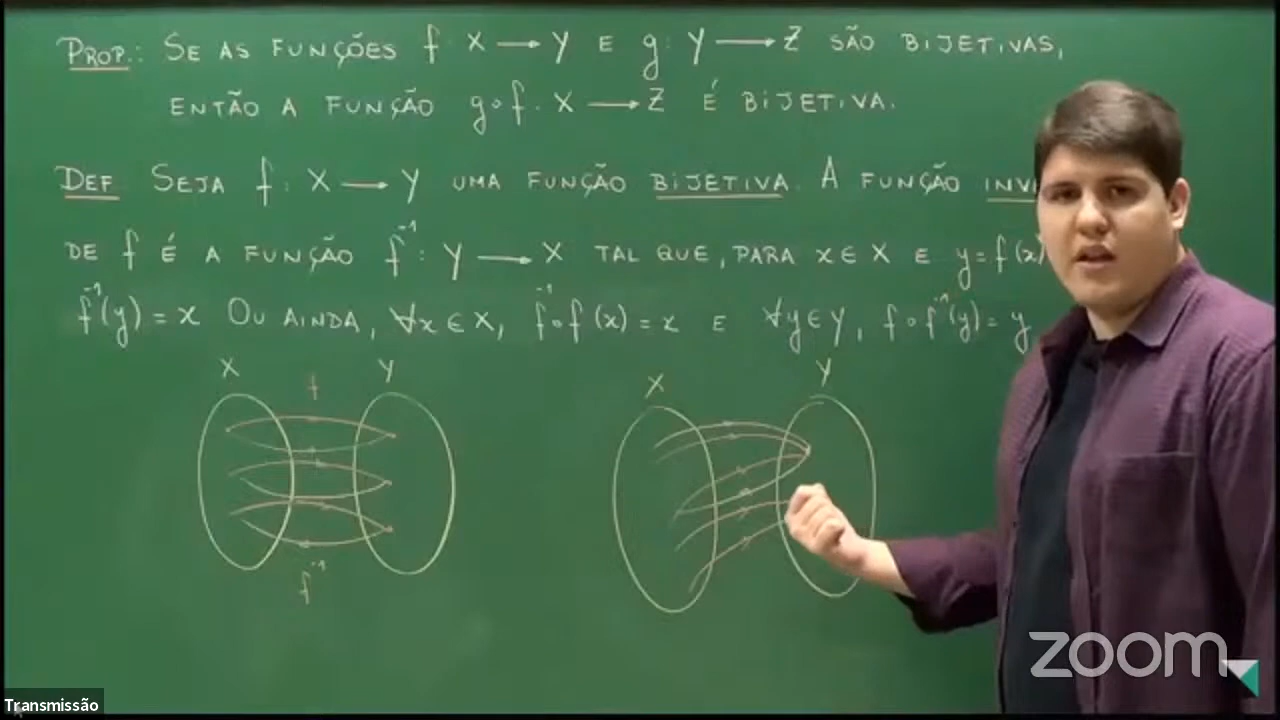 PROP.: SE AS FUNÇÕES f: X → Y E g: Y → Z SÃO BIJETIVAS,
ENTÃO A FUNÇÃO g∘f: X → Z É BIJETIVA.
DEF SEJA f: X → Y UMA FUNÇÃO BIJETIVA. A FUNÇÃO
DE f É A FUNÇÃO f⁻¹: Y → X TAL QUE, PARA x ∈ X E y = f(x)
f⁻¹(y) = x OU AINDA, ∀x ∈ X, f⁻¹∘f(x) = x E ∀y ∈ Y, f∘f⁻¹(y) = y
X f Y X Y
f⁻¹
zoom
Transmissão